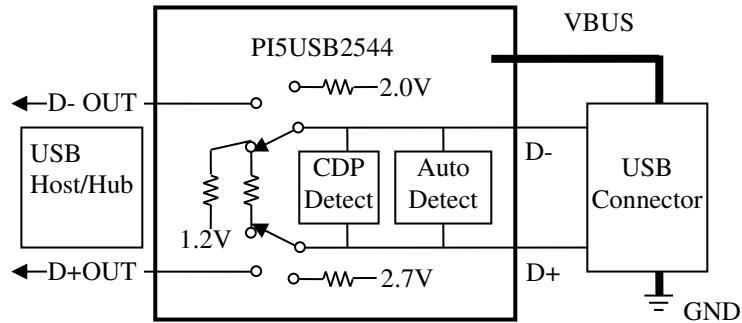 VBUS
PI5USB2544
2.0V
D- OUT
USB
Host/Hub
CDP
Detect
Auto
Detect
D-
USB
Connector
1.2V
D+OUT
2.7V
D+
GND